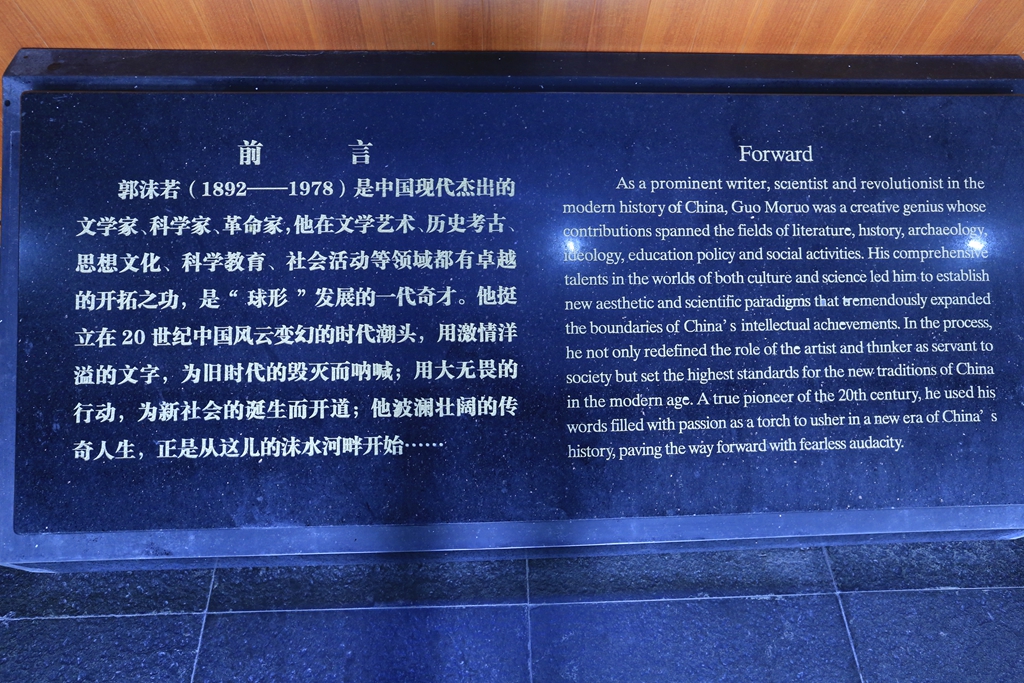 前 言
郭沫若（1892——1978）是中国现代杰出的
文学家、科学家、革命家，他在文学艺术、历史考古、
思想文化、科学教育、社会活动等领域都有卓越
的开拓之功，是“球形”发展的一代奇才。他挺
立在20世纪中国风云变幻的时代潮头，用激情洋
溢的文字，为旧时代的毁灭而呐喊；用大无畏的
行动，为新社会的诞生而开道；他波澜壮阔的传
奇人生，正是从这儿的沫水河畔开始……
Forward
As a prominent writer, scientist and revolutionist in the
modern history of China, Guo Moruo was a creative genius whose
contributions spanned the fields of literature, history, archaeology,
ideology, education policy and social activities. His comprehensive
talents in the worlds of both culture and science led him to establish
new aesthetic and scientific paradigms that tremendously expanded
the boundaries of China's intellectual achievements. In the process,
he not only redefined the role of the artist and thinker as servant to
society but set the highest standards for the new traditions of China
in the modern age. A true pioneer of the 20th century, he used his
words filled with passion as a torch to usher in a new era of China's
history, paving the way forward with fearless audacity.